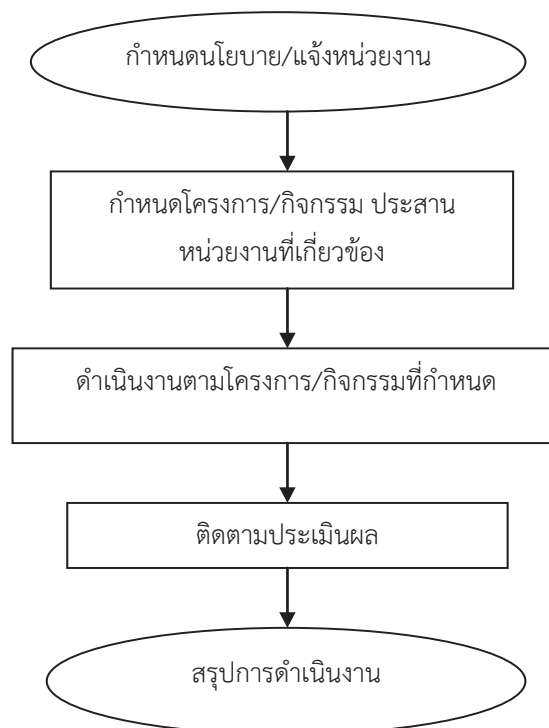 กำหนดนโยบาย/แจ้งหน่วยงาน
กำหนดโครงการ/กิจกรรม ประสาน
หน่วยงานที่เกี่ยวข้อง
ดำเนินงานตามโครงการ/กิจกรรมที่กำหนด
ติดตามประเมินผล
สรุปการดำเนินงาน